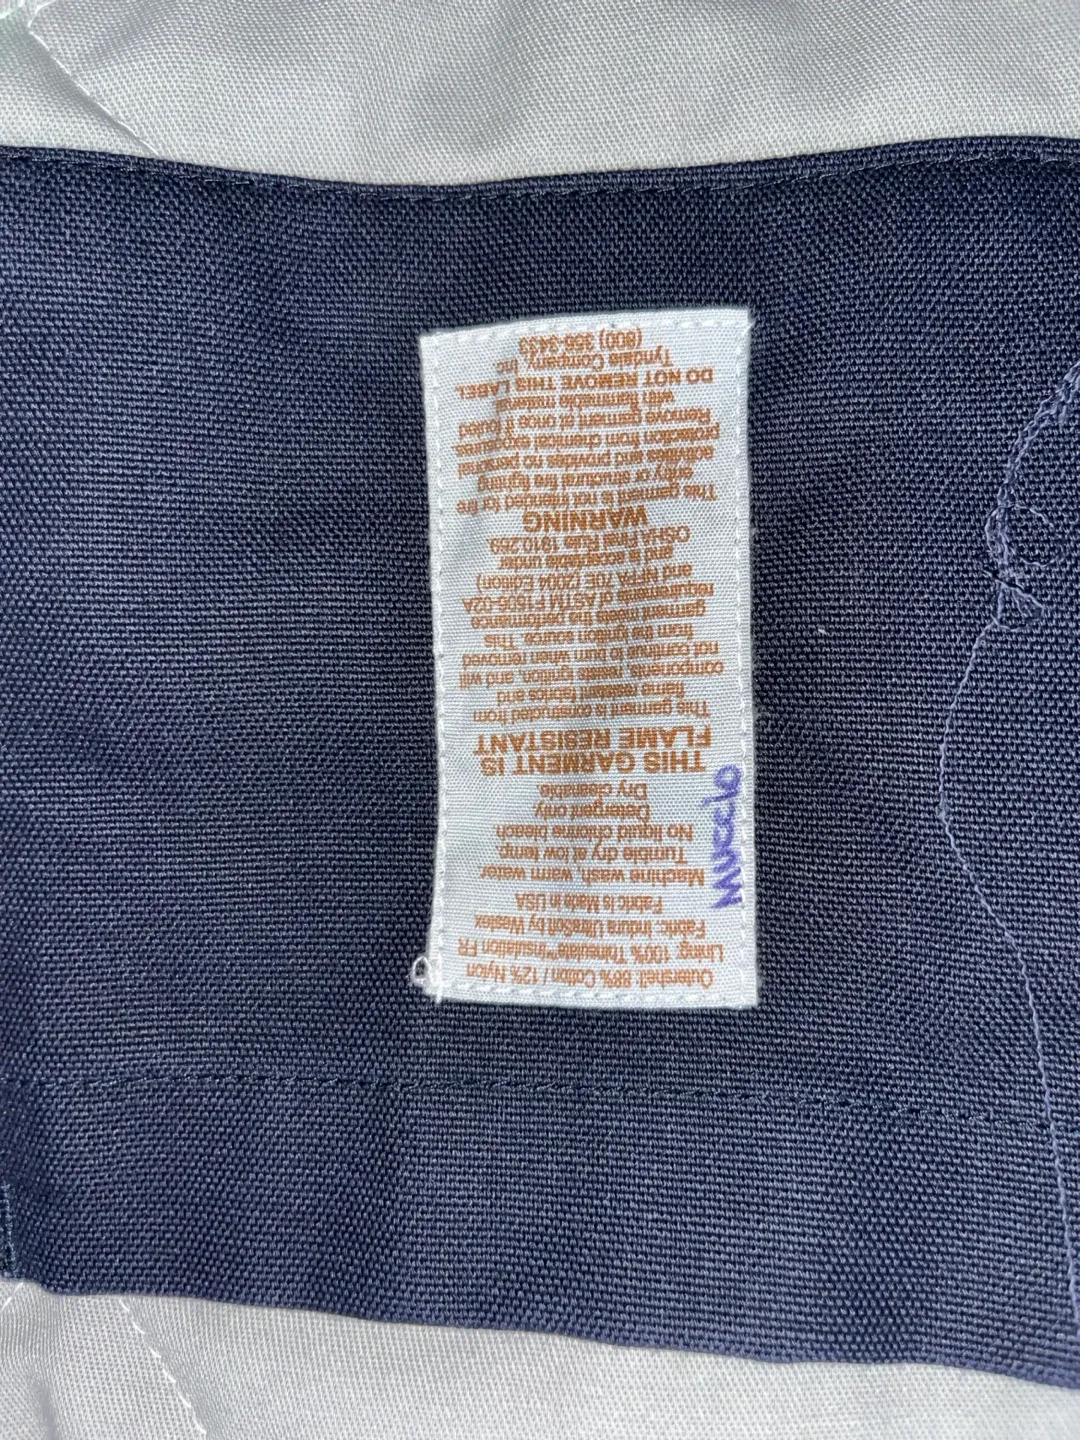 Outershell: 88% Cotton / 12% Nylon
Lining: 100% Thinsulate™Insulation FR
Fabric: Indura UltraSoft by Westex
Fabric is Made in USA
Machine wash, warm water
Tumble dry at low temp.
No liquid chlorine bleach
Detergent only
Dry cleanable
THIS GARMENT IS
FLAME RESISTANT
This garment is constructed from
flame resistant fabrics and
components, resists ignition, and will
not continue to burn when removed
from the ignition source. This
garment meets the performance
requirements of ASTM F1506-02A
and NFPA 70E (2004 Edition)
and is acceptable under
OSHA Final Rule 1910.269
WARNING
This garment is not intended for fire
entry or structural fire fighting
activities and provides no personal
protection from chemical exposures
Remove garment at once if fouled
with flammable material
DO NOT REMOVE THIS LABEL
Tyndale Company, Inc.
(800) 356-3433